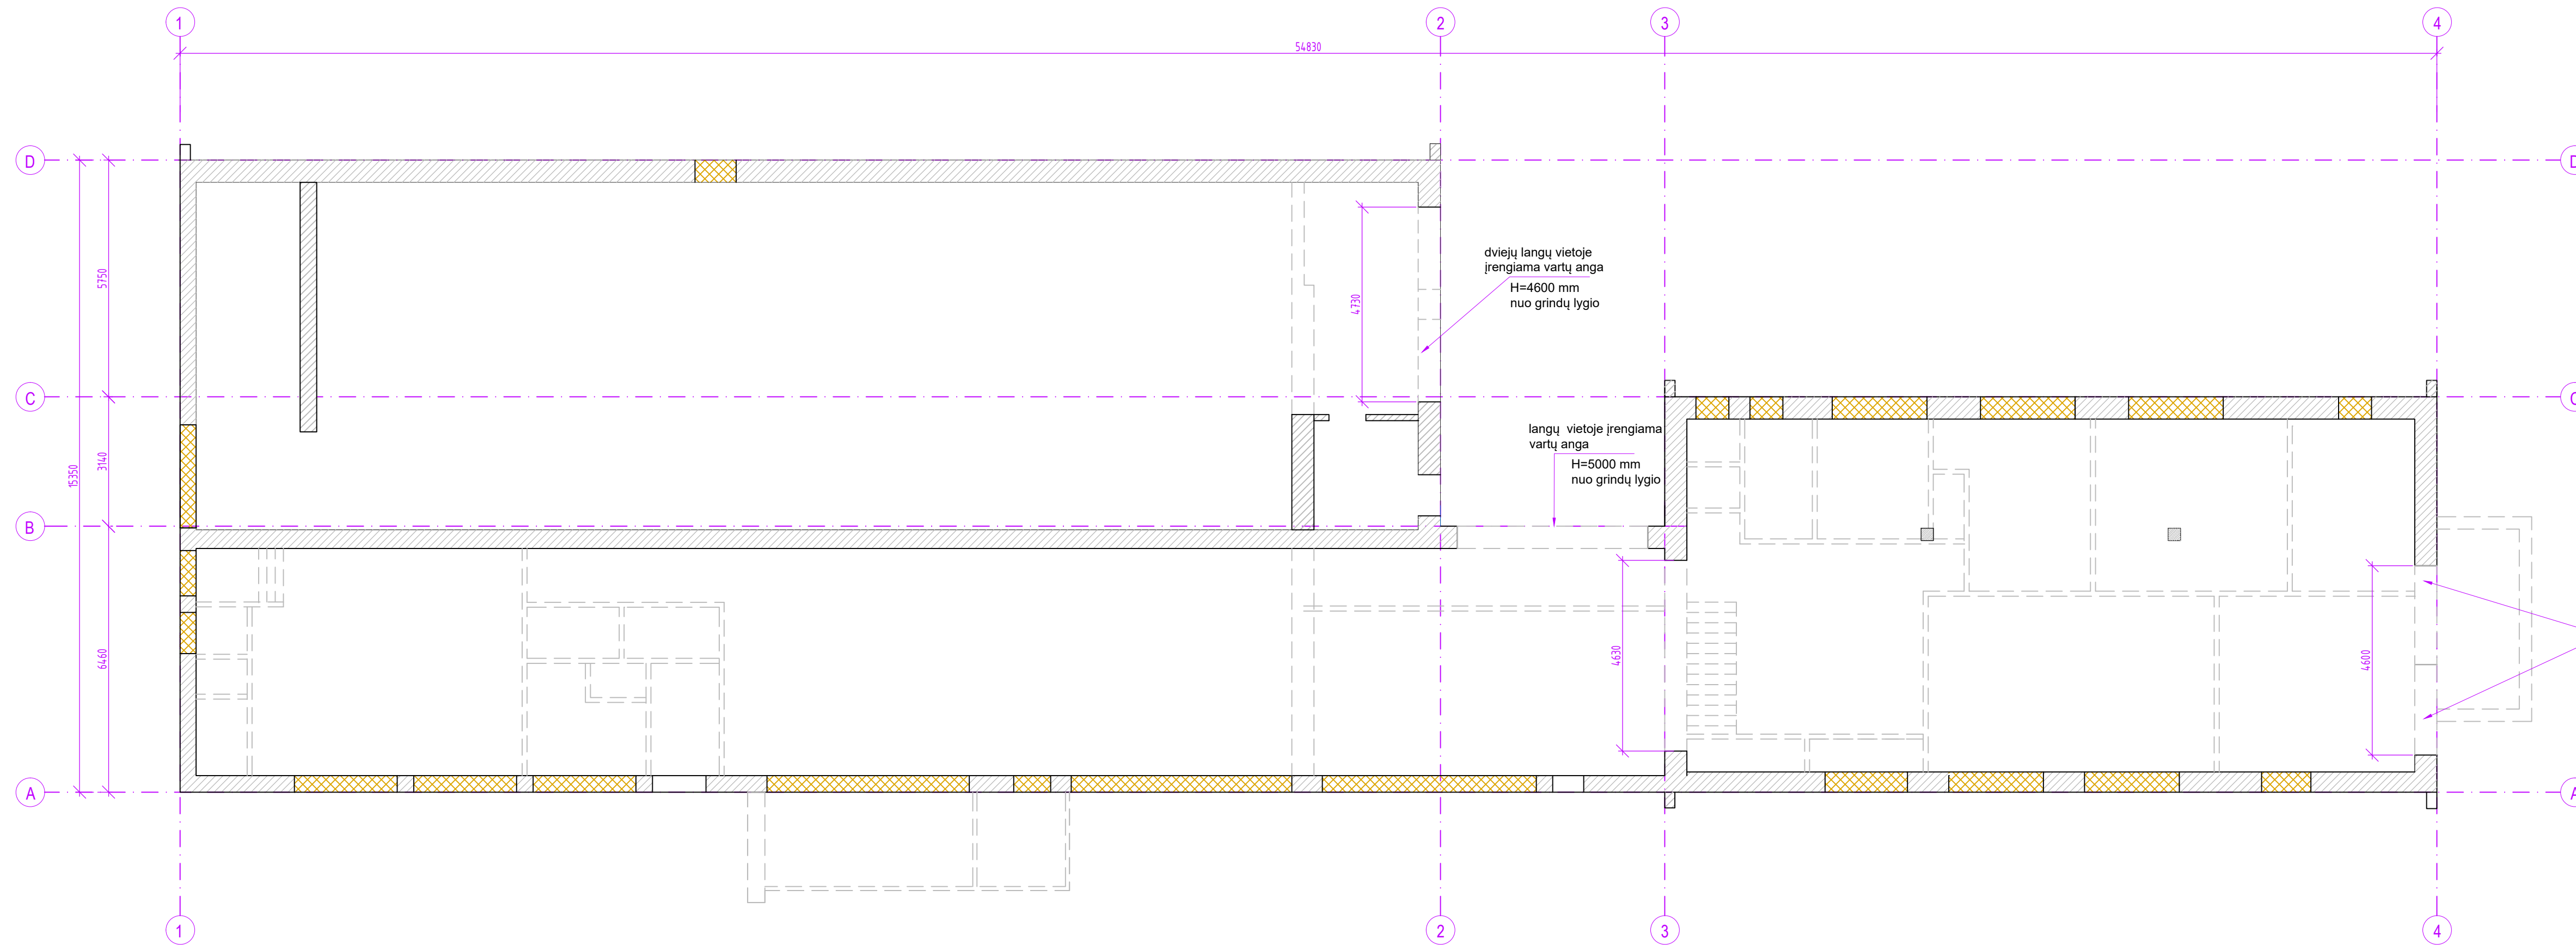 1
2
3
4
54830
D
D
5750
dviejų langų vietoje
įrengiama vartų anga
H=4600 mm
nuo grindų lygio
4730
C
C
langų vietoje įrengiama
vartų anga
H=5000 mm
nuo grindų lygio
3140
15350
B
6460
4630
4600
A
A
1
2
3
4